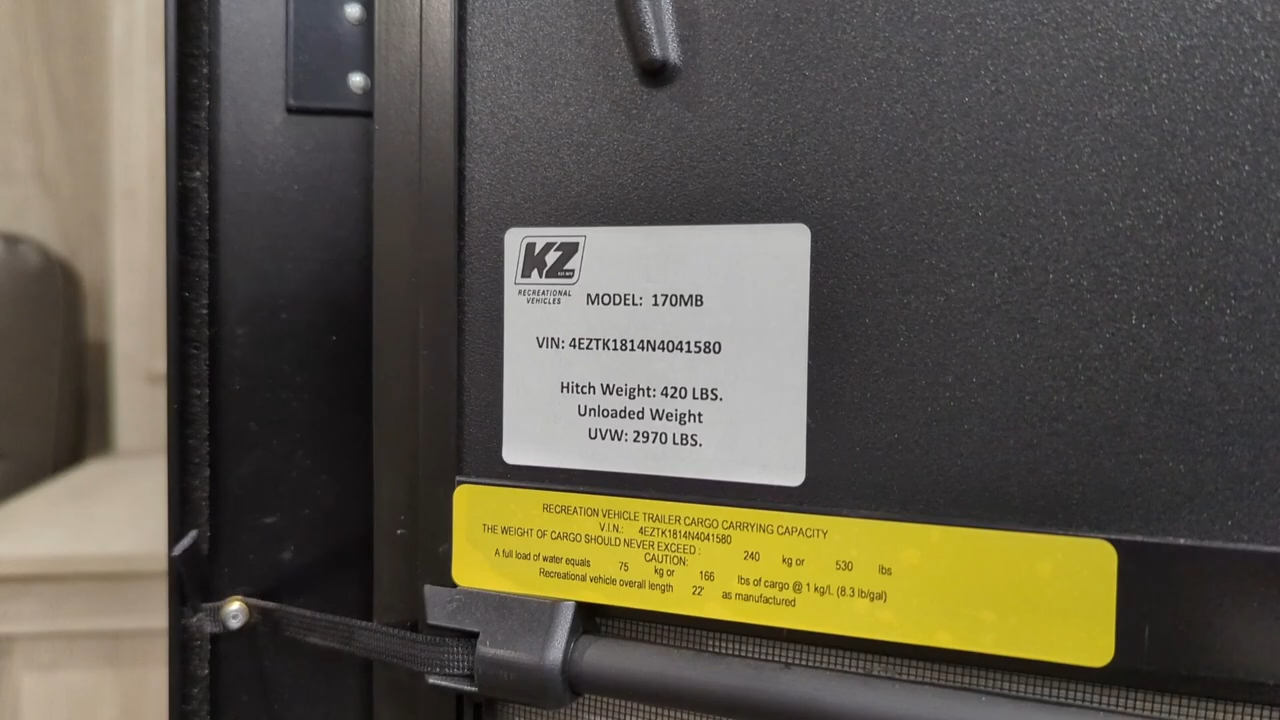 KZ
RECREATIONAL
VEHICLES
MODEL: 170MB
VIN: 4EZTK1814N4041580
Hitch Weight: 420 LBS.
Unloaded Weight
UVW: 2970 LBS.
RECREATION VEHICLE TRAILER CARGO CARRYING CAPACITY
V.I.N.: 4EZTK1814N4041580
THE WEIGHT OF CARGO SHOULD NEVER EXCEED : 240 kg or 530 lbs
CAUTION:
A full load of water equals 75 kg or 166 lbs of cargo @ 1 kg/L (8.3 lb/gal)
Recreational vehicle overall length 22' as manufactured